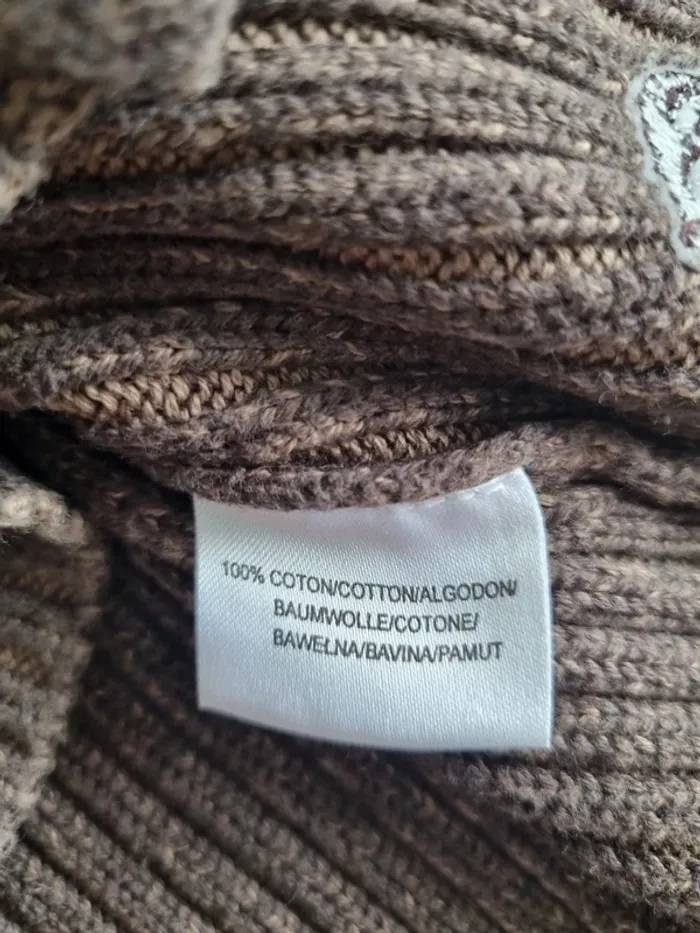 100% COTON/COTTON/ALGODON/
BAUMWOLLE/COTONE/
BAWEŁNA/BAVINA/PAMUT